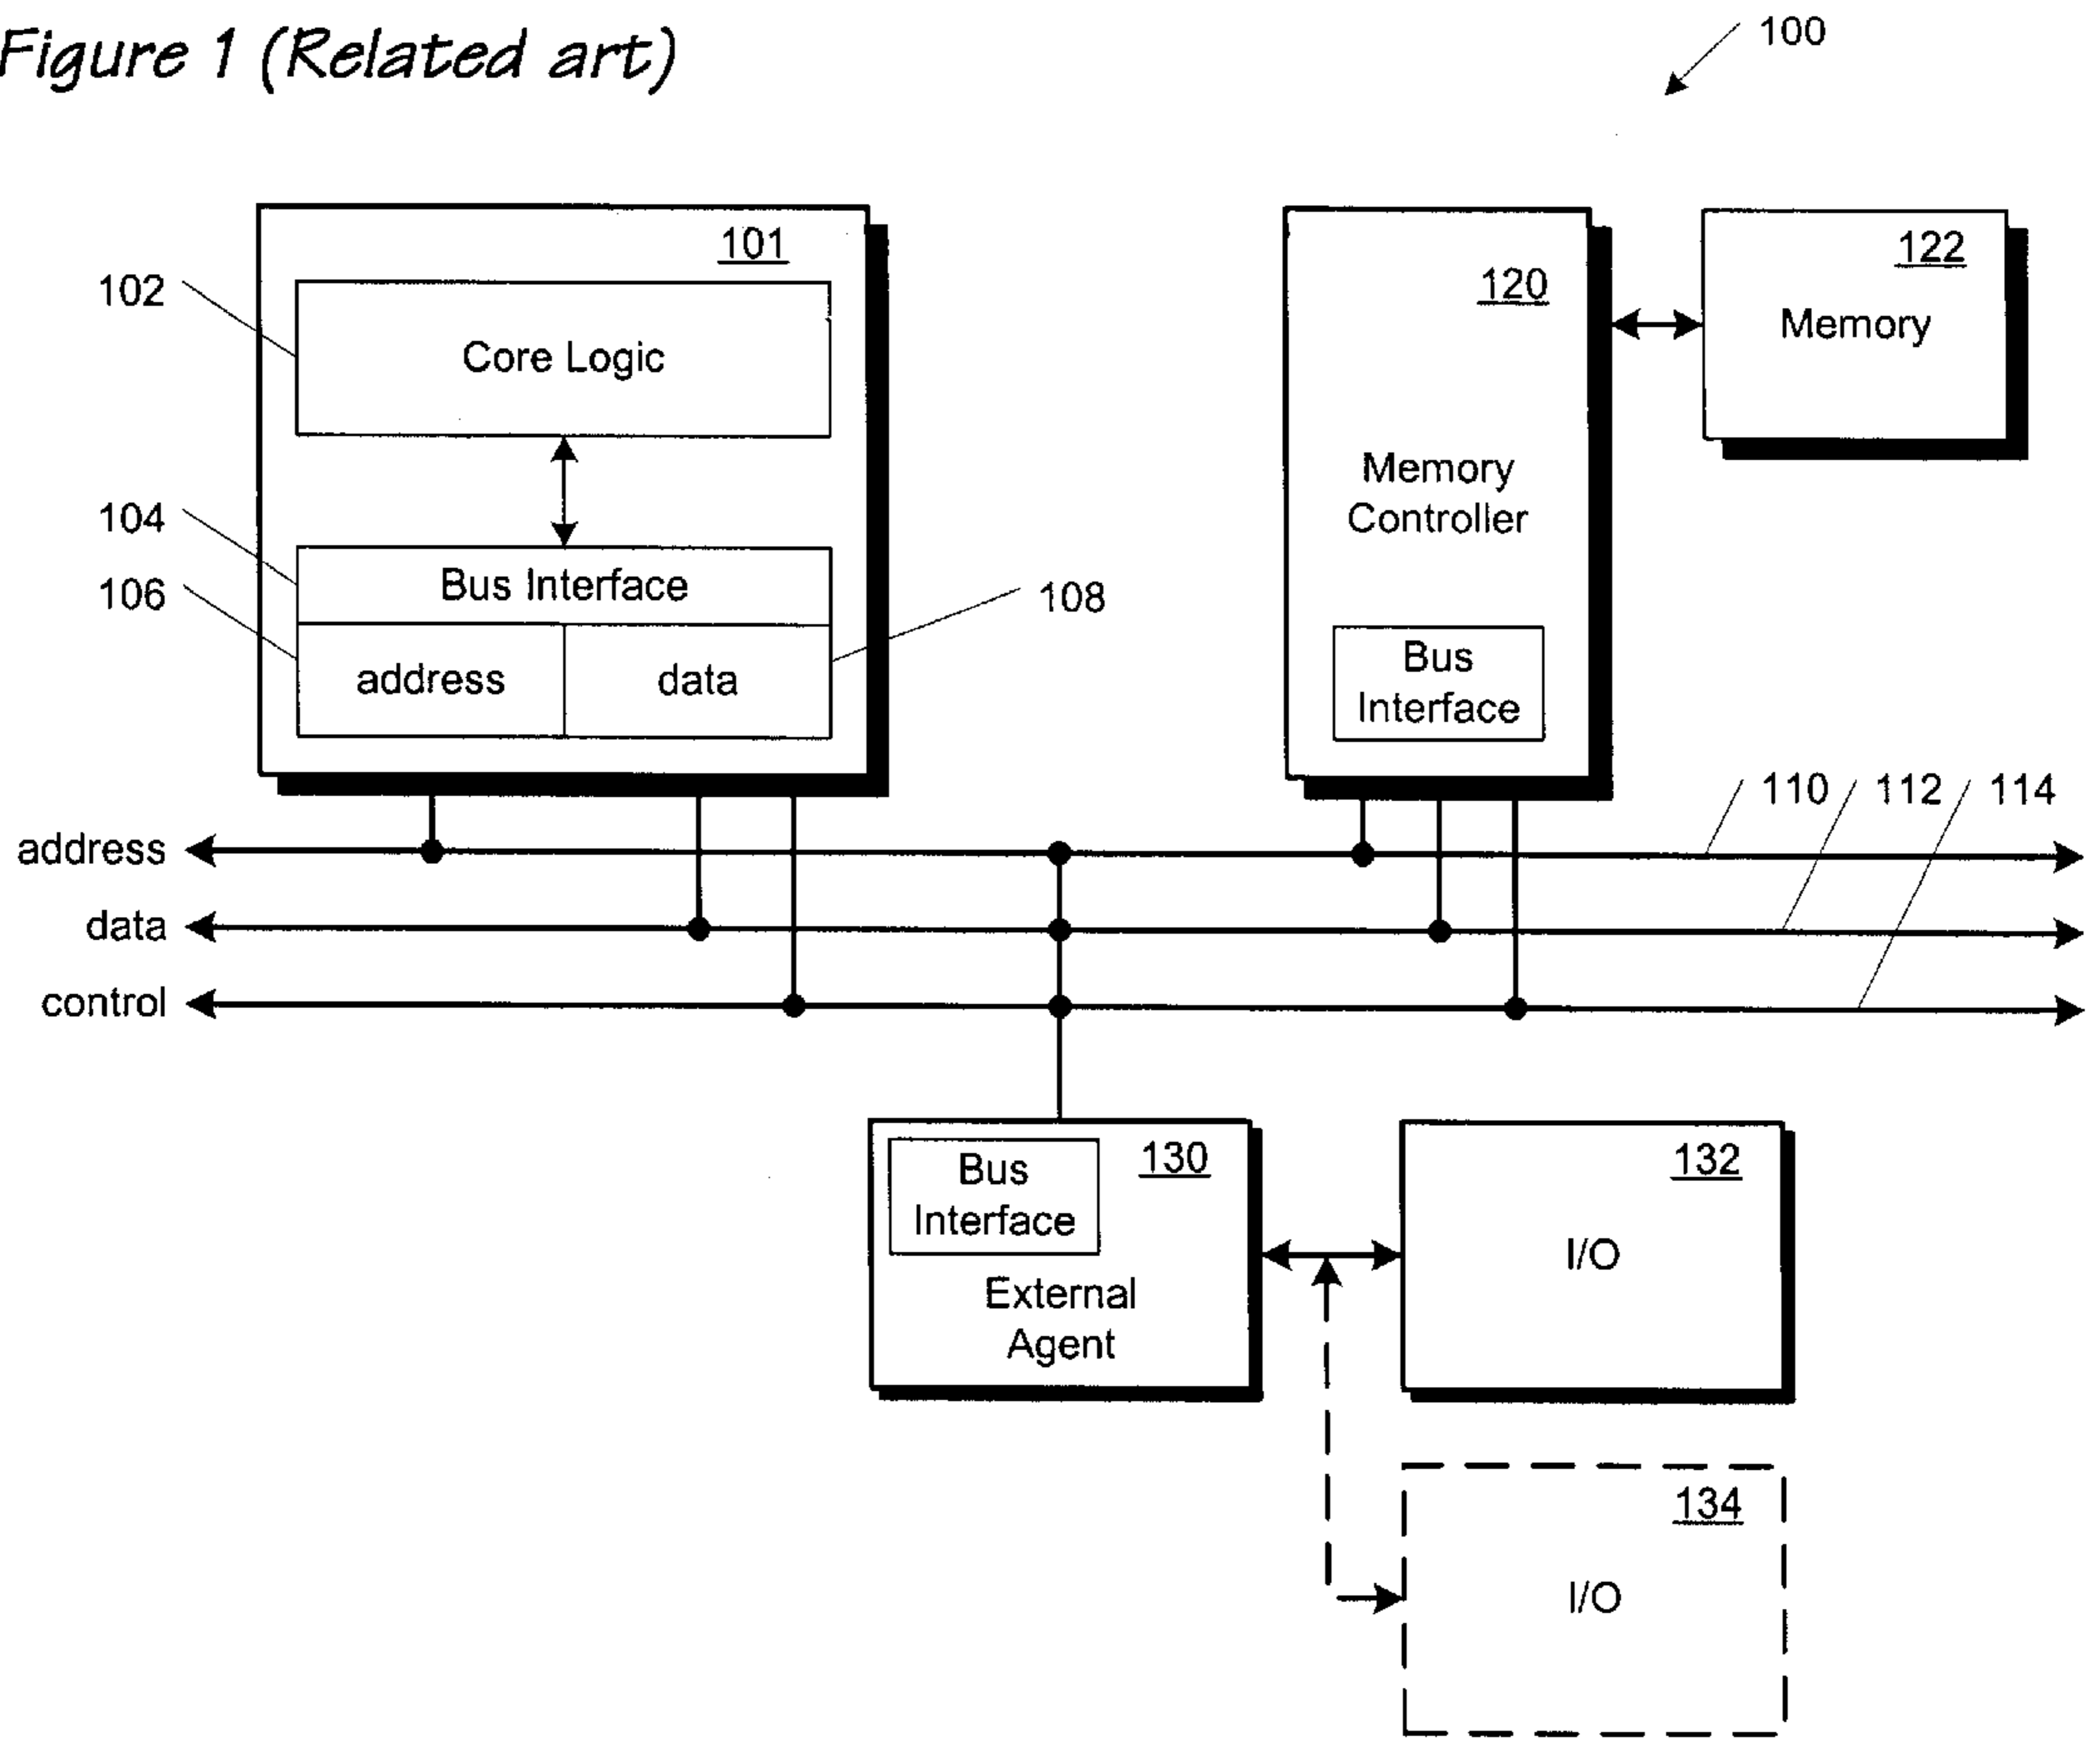 Figure 1 (Related art)
100
101
102
Core Logic
104
Bus Interface
106
108
address
data
120
Memory
Controller
Bus
Interface
122
Memory
110
112
114
address
data
control
Bus
Interface
130
External
Agent
132
I/O
134
I/O